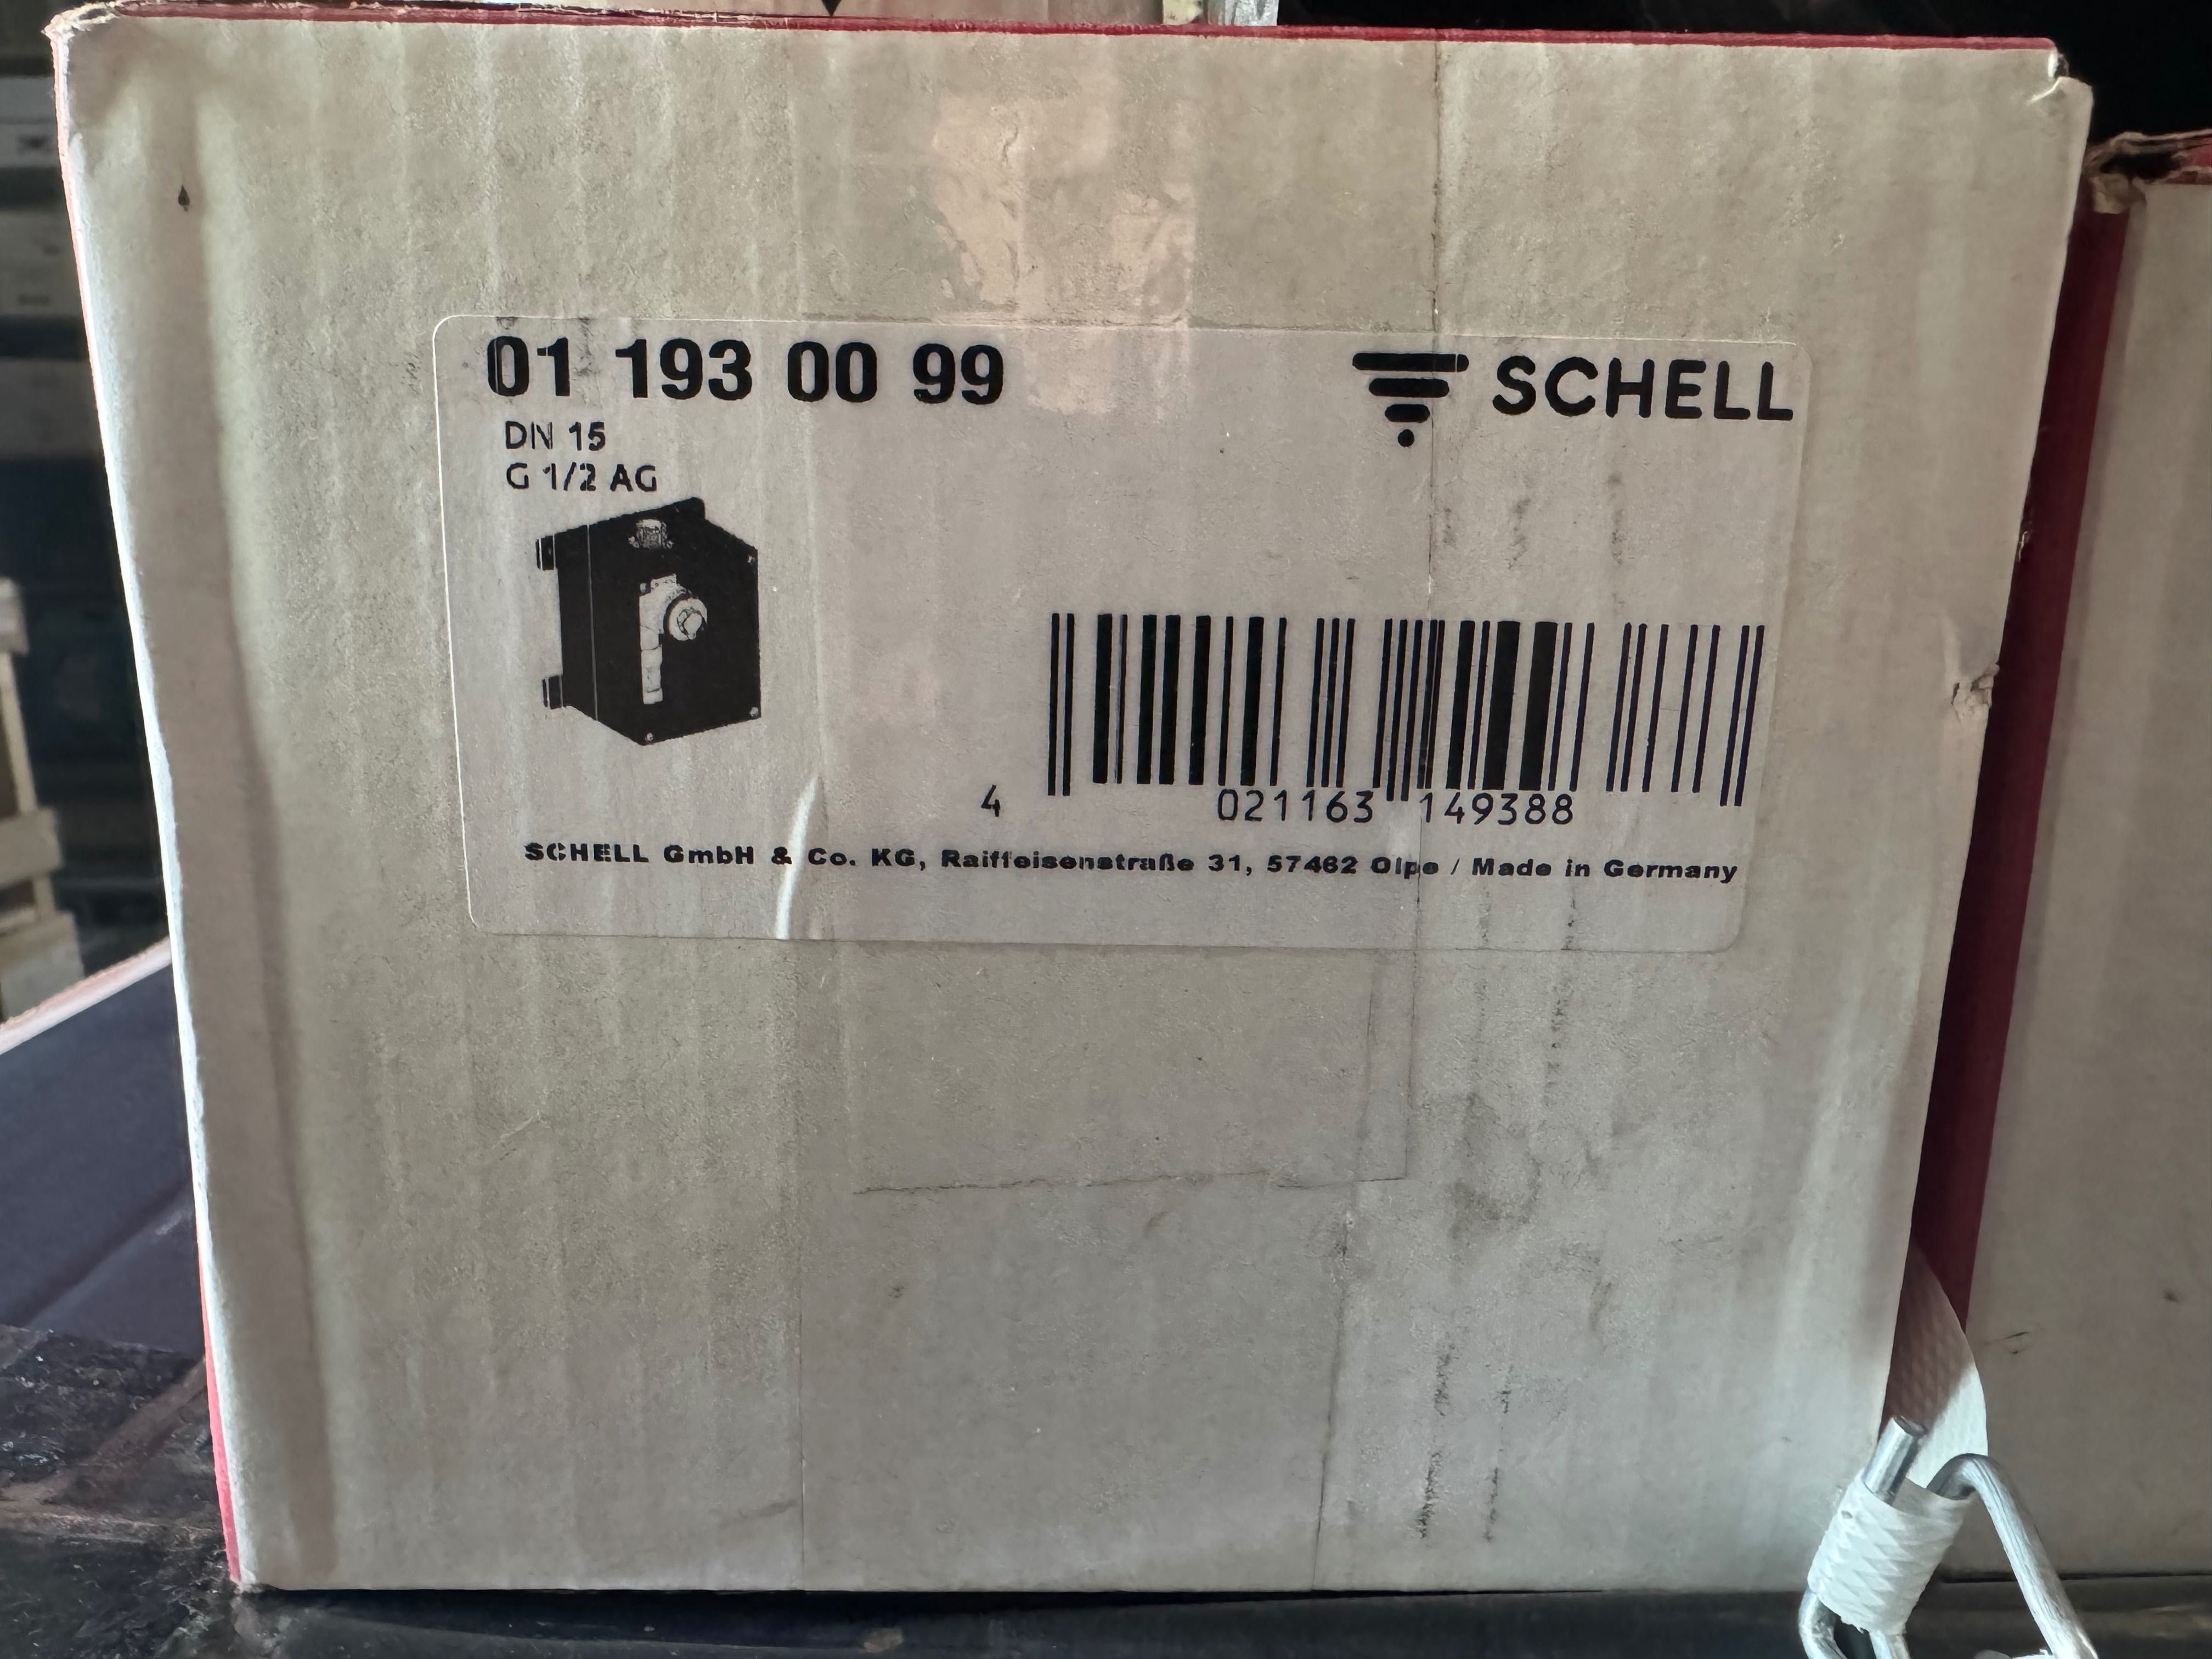 01 193 00 99
SCHELL
DN 15
G 1/2 AG
4 021163 149388
SCHELL GmbH & Co. KG, Raiffeisenstraße 31, 57462 Olpe / Made in Germany